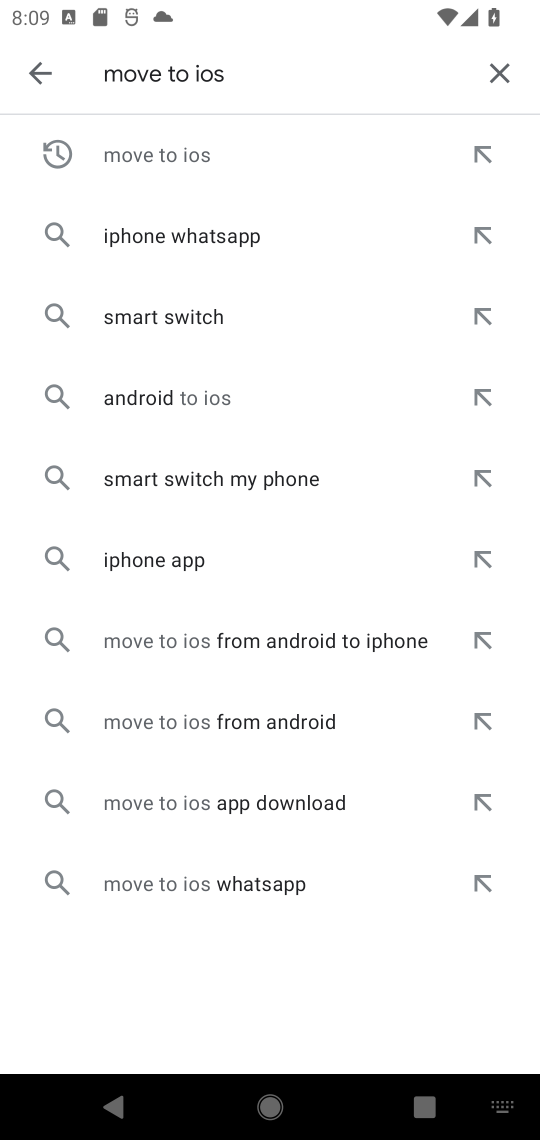 8:09
move to ios
move to ios
iphone whatsapp
smart switch
android to ios
smart switch my phone
iphone app
move to ios from android to iphone
move to ios from android
move to ios app download
move to ios whatsapp